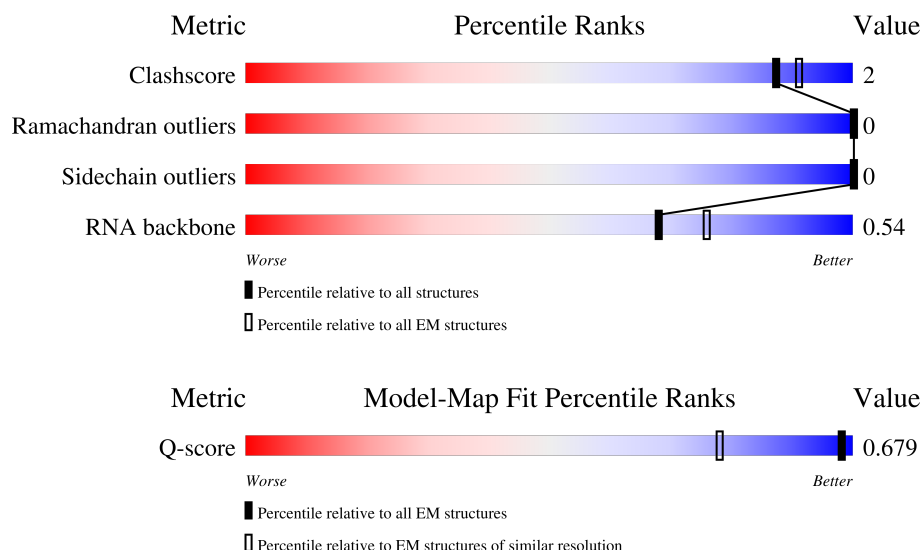 Metric Percentile Ranks Value
Clashscore 2
Ramachandran outliers 0
Sidechain outliers 0
RNA backbone 0.54
Worse Better
Percentile relative to all structures
Percentile relative to all EM structures
Metric Model-Map Fit Percentile Ranks Value
Q-score 0.679
Worse Better
Percentile relative to all EM structures
Percentile relative to EM structures of similar resolution